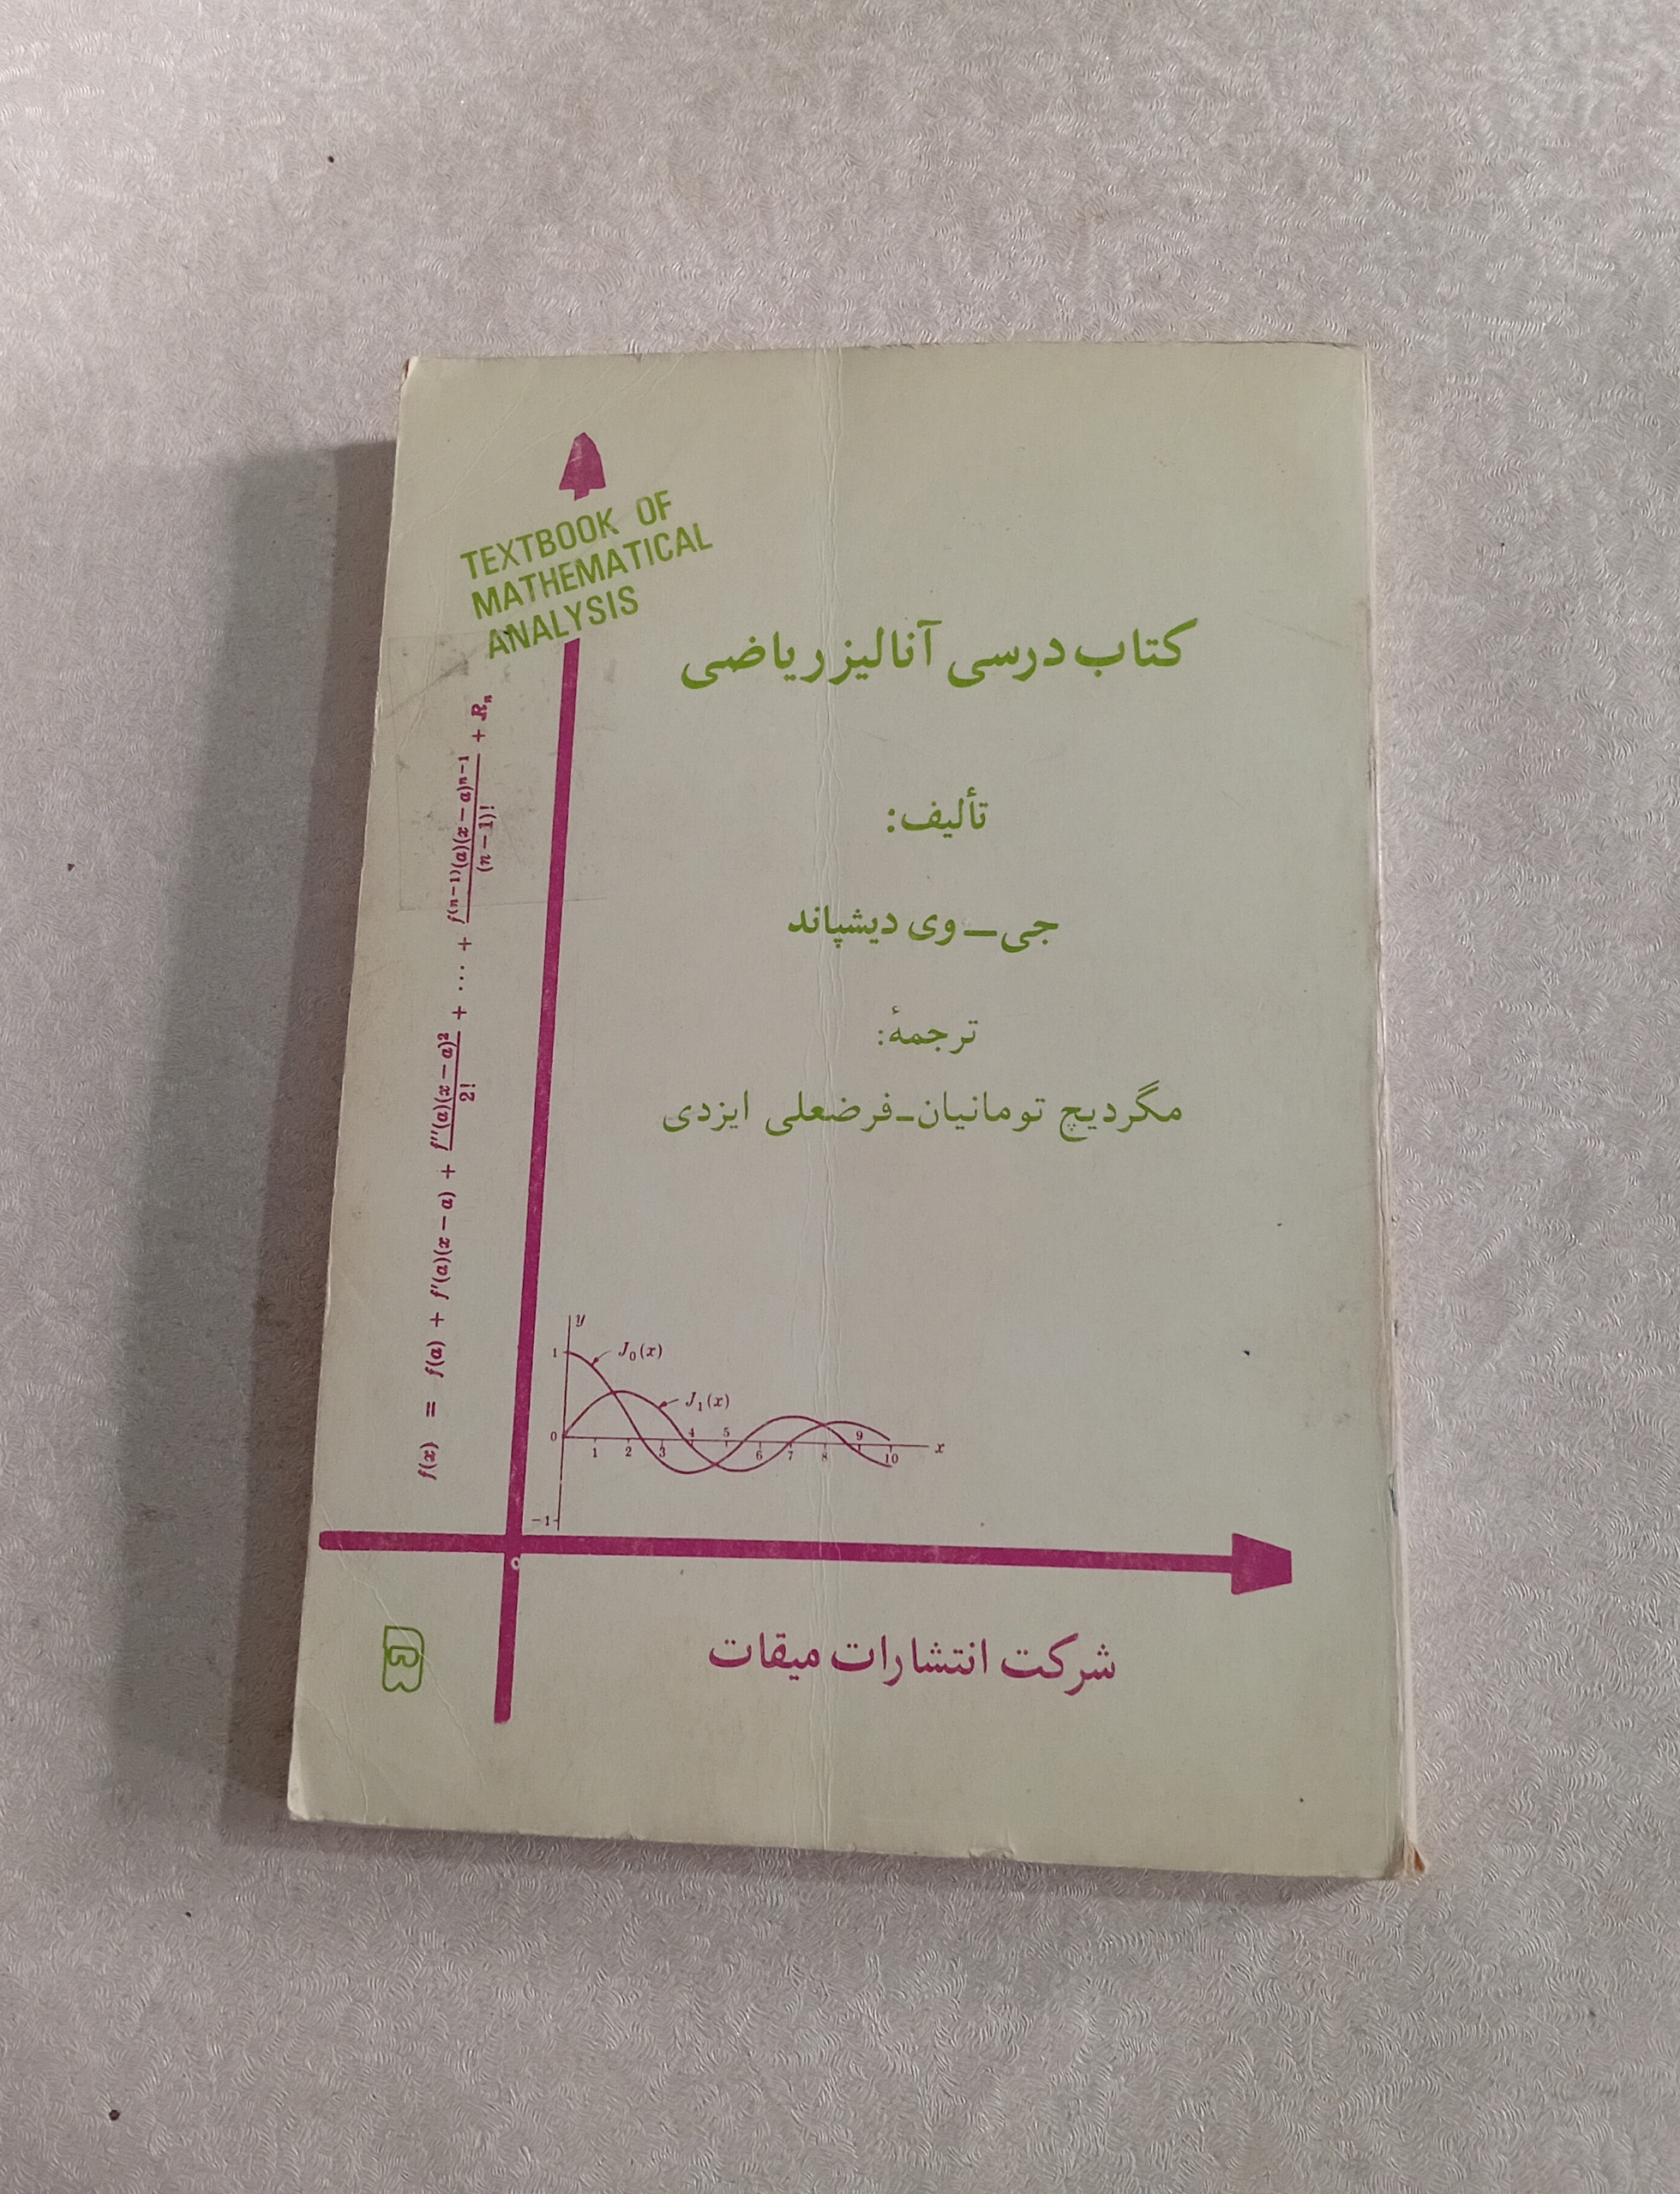 TEXTBOOK OF
MATHEMATICAL
ANALYSIS
کتاب درسی آنالیز ریاضی
تألیف:
جی ـ وی دیشپاند
ترجمهٔ:
مگردیچ تومانیان ـ فرضعلی ایزدی
f(x) = f(a) + f'(a)(x − a) + f''(a)(x − a)²/2! + ··· + f⁽ⁿ⁻¹⁾(a)(x − a)ⁿ⁻¹/(n − 1)! + Rₙ
y
1
J₀(x)
J₁(x)
0 1 2 3 4 5 6 7 8 9 10 x
−1
0
شرکت انتشارات میقات